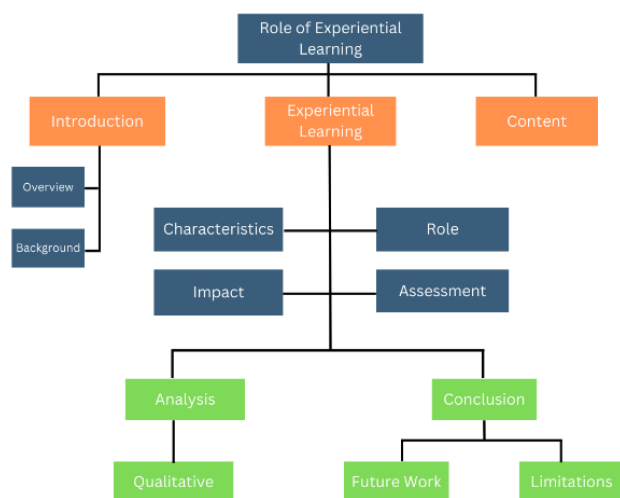 Role of Experiential
Learning
Introduction
Experiential
Learning
Content
Overview
Background
Characteristics
Role
Impact
Assessment
Analysis
Conclusion
Qualitative
Future Work
Limitations